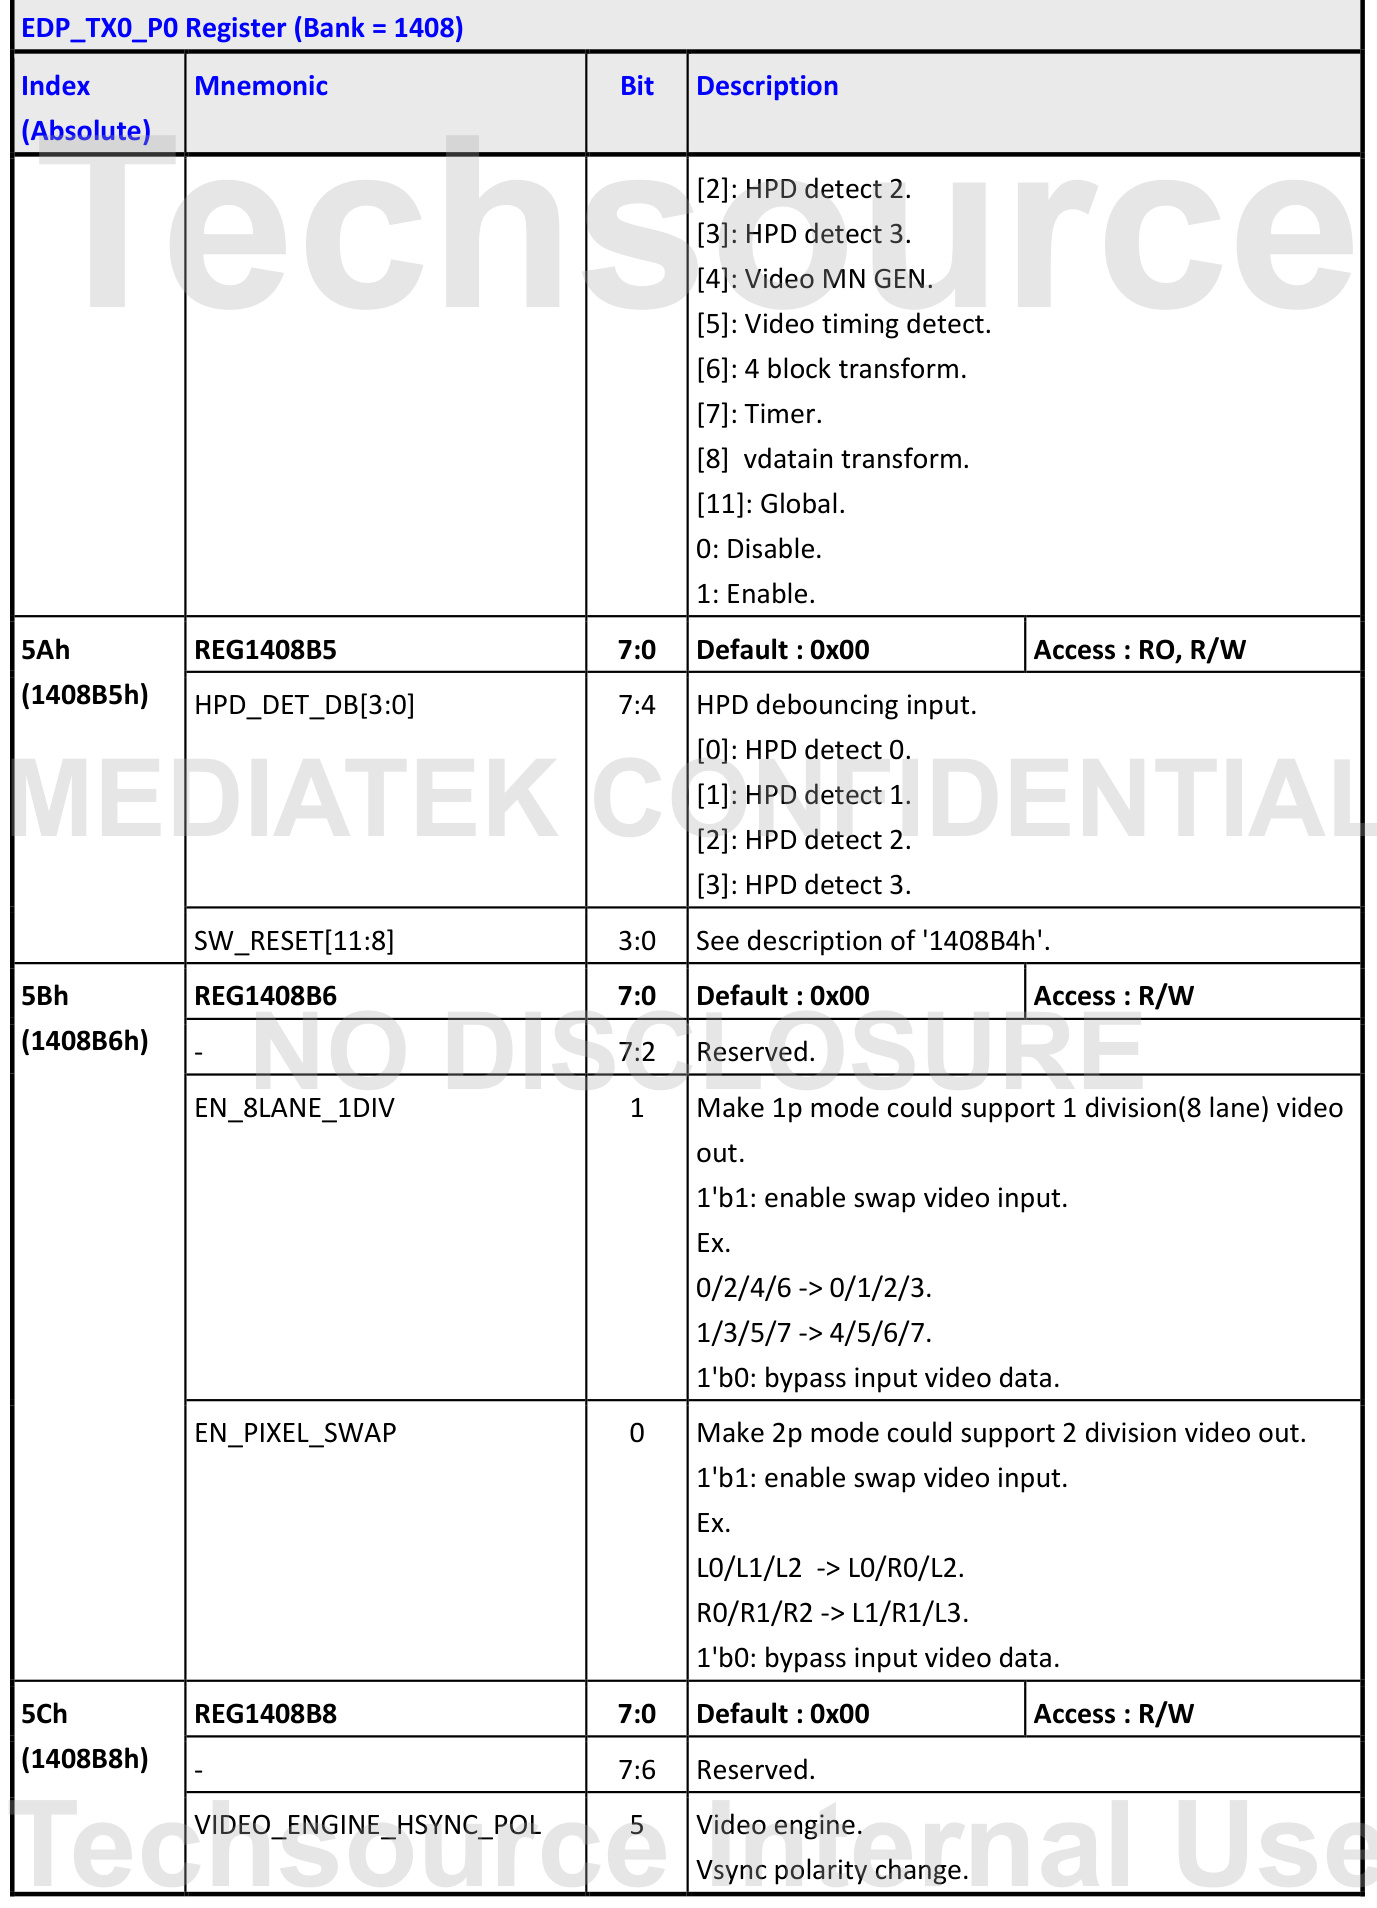 EDP_TX0_P0 Register (Bank = 1408)
Index (Absolute) Mnemonic Bit Description
[2]: HPD detect 2.
[3]: HPD detect 3.
[4]: Video MN GEN.
[5]: Video timing detect.
[6]: 4 block transform.
[7]: Timer.
[8]  vdatain transform.
[11]: Global.
0: Disable.
1: Enable.
5Ah (1408B5h) REG1408B5 7:0 Default : 0x00 Access : RO, R/W
HPD_DET_DB[3:0] 7:4 HPD debouncing input.
[0]: HPD detect 0.
[1]: HPD detect 1.
[2]: HPD detect 2.
[3]: HPD detect 3.
SW_RESET[11:8] 3:0 See description of '1408B4h'.
5Bh (1408B6h) REG1408B6 7:0 Default : 0x00 Access : R/W
- 7:2 Reserved.
EN_8LANE_1DIV 1 Make 1p mode could support 1 division(8 lane) video
out.
1'b1: enable swap video input.
Ex.
0/2/4/6 -> 0/1/2/3.
1/3/5/7 -> 4/5/6/7.
1'b0: bypass input video data.
EN_PIXEL_SWAP 0 Make 2p mode could support 2 division video out.
1'b1: enable swap video input.
Ex.
L0/L1/L2  -> L0/R0/L2.
R0/R1/R2 -> L1/R1/L3.
1'b0: bypass input video data.
5Ch (1408B8h) REG1408B8 7:0 Default : 0x00 Access : R/W
- 7:6 Reserved.
VIDEO_ENGINE_HSYNC_POL 5 Video engine.
Vsync polarity change.
Techsource
MEDIATEK CONFIDENTIAL
NO DISCLOSURE
Techsource Internal Use